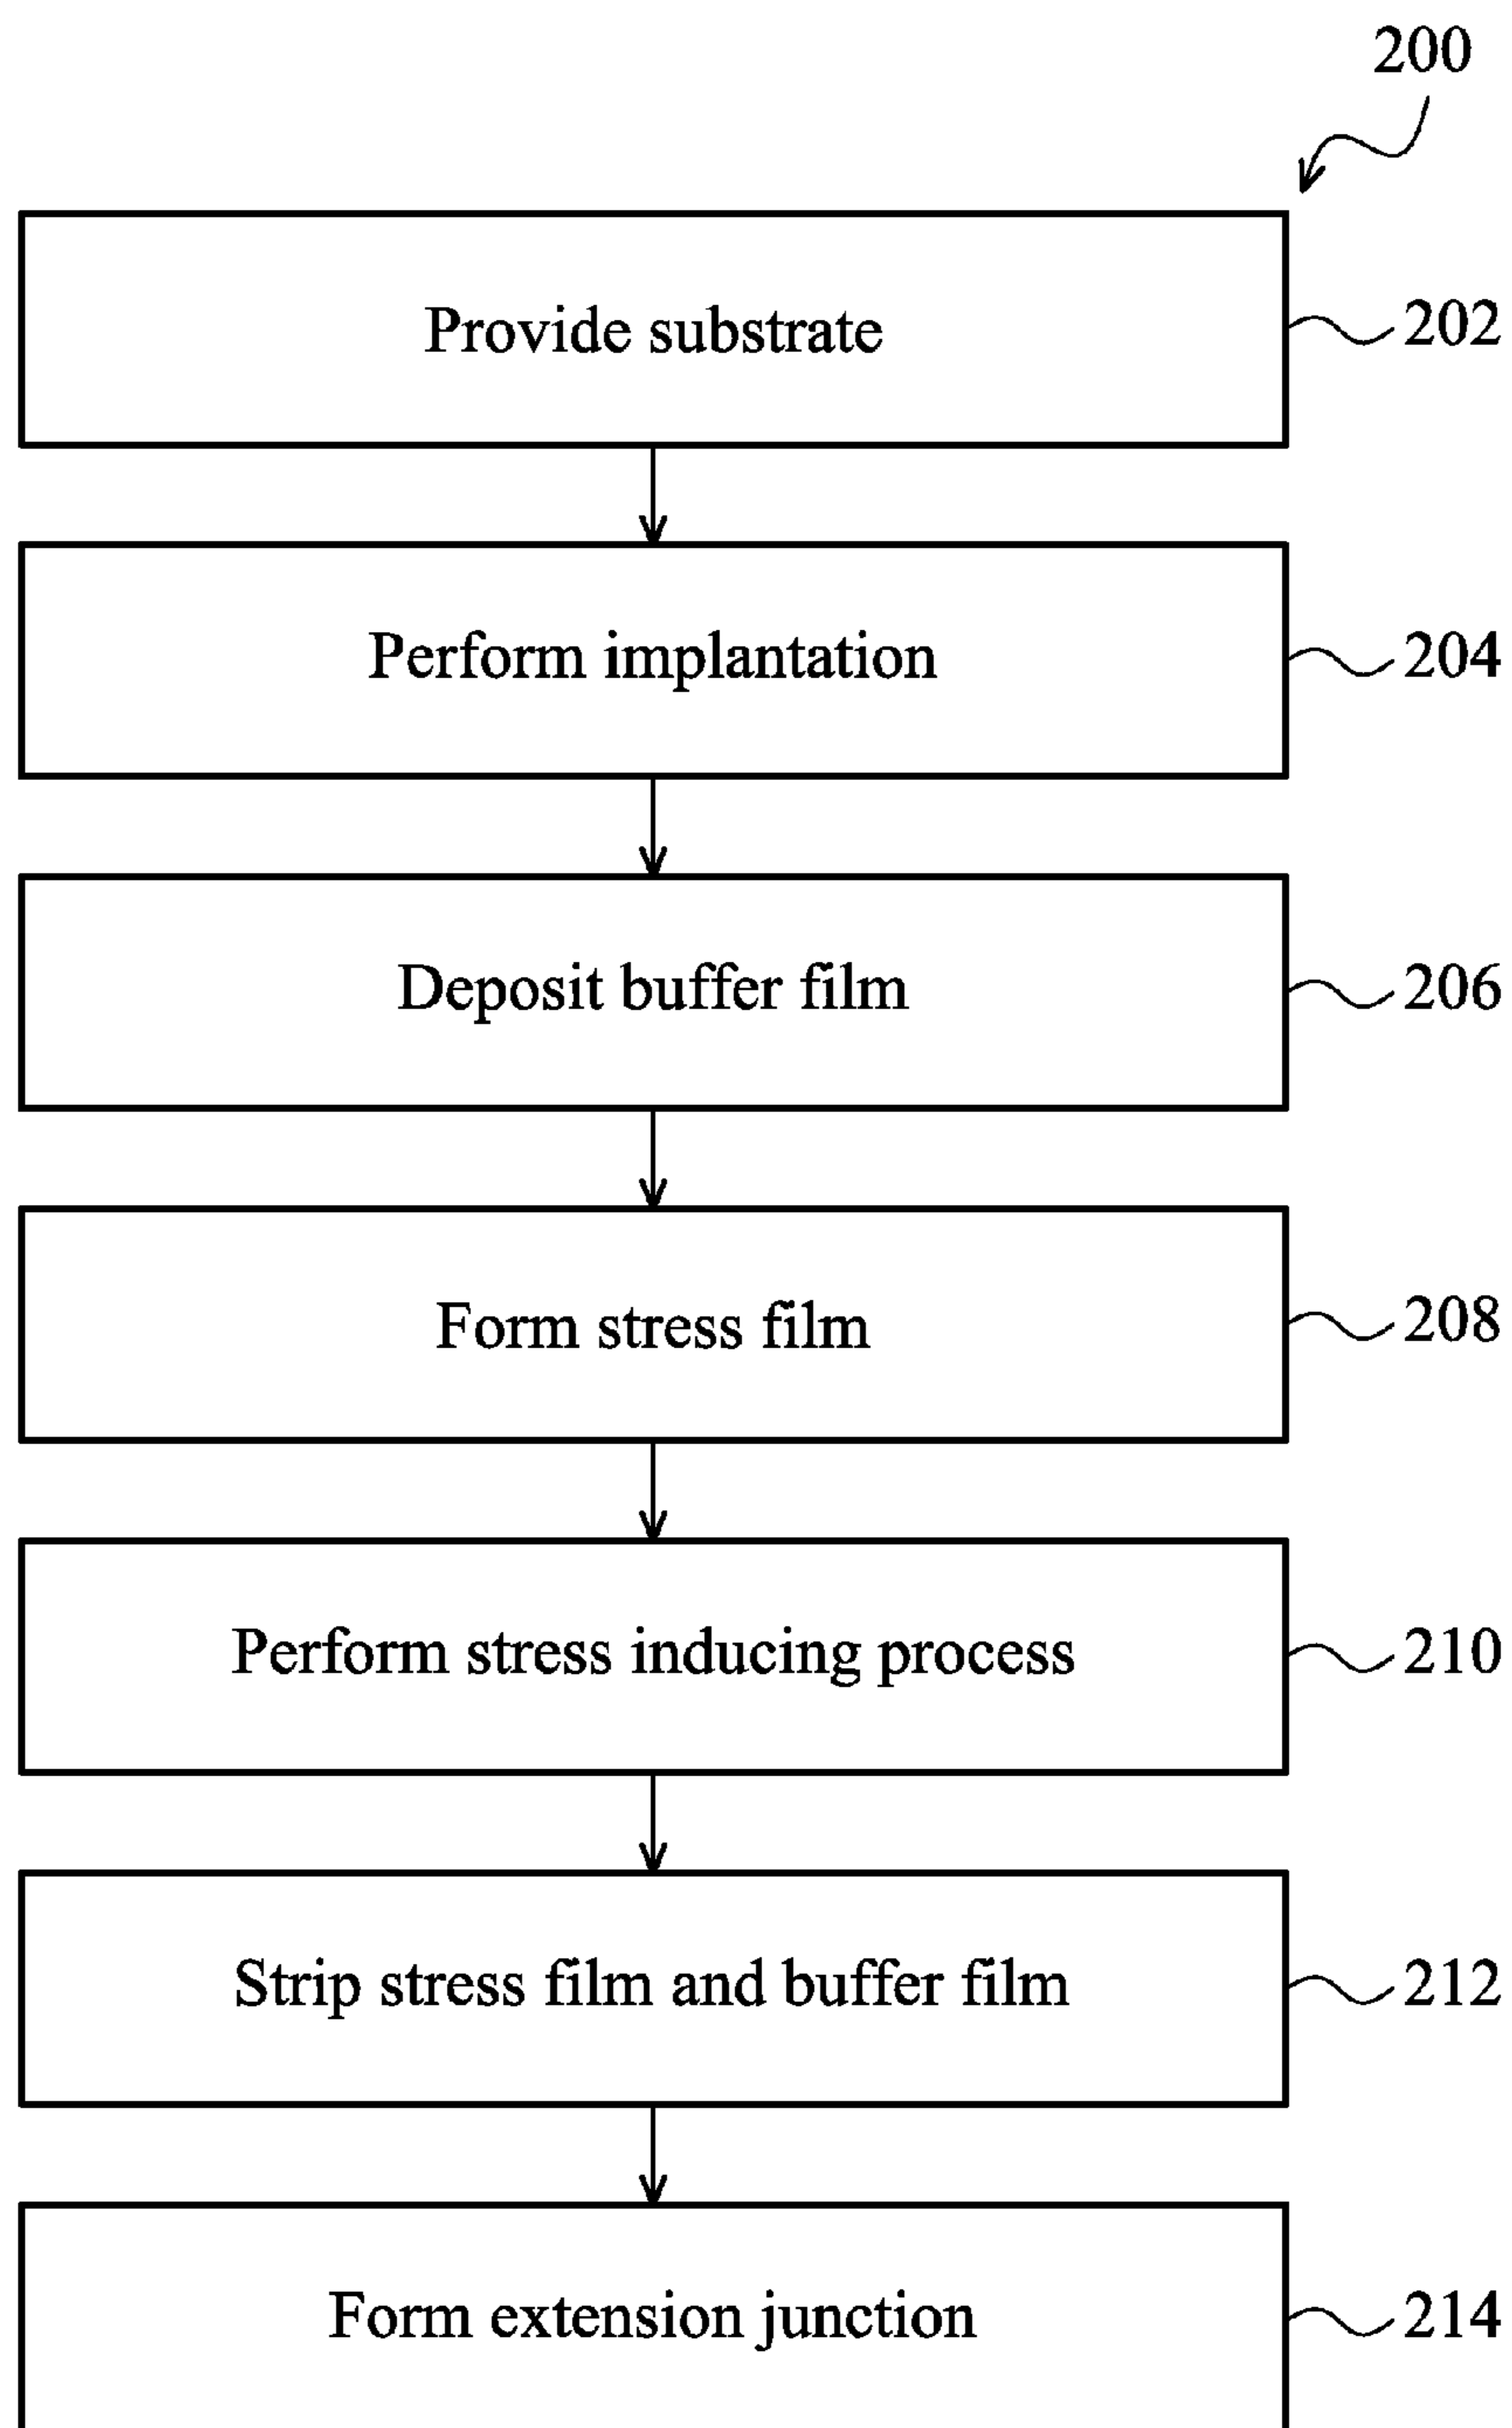 200
Provide substrate 202
Perform implantation 204
Deposit buffer film 206
Form stress film 208
Perform stress inducing process 210
Strip stress film and buffer film 212
Form extension junction 214